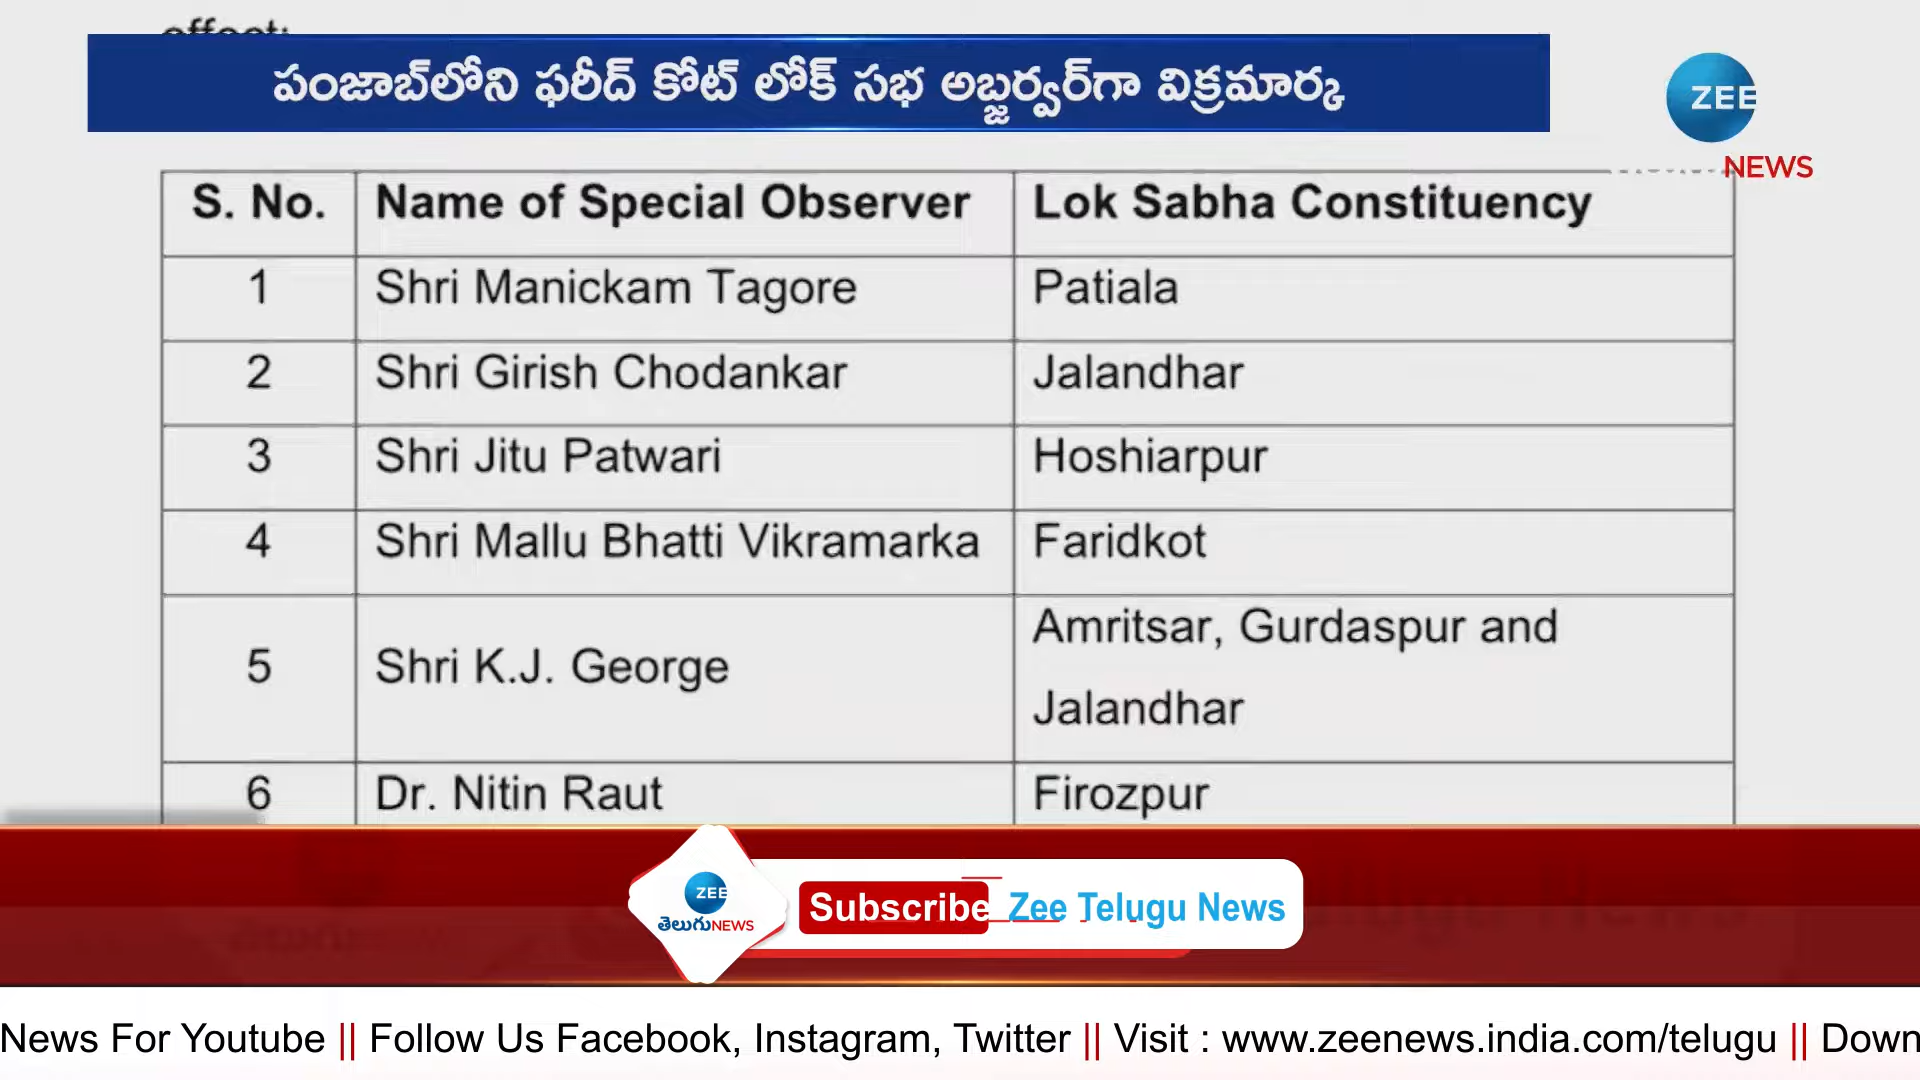 effect:
పంజాబ్‌లోని ఫరీద్ కోట్ లోక్ సభ అబ్జర్వర్‌గా విక్రమార్క
ZEE
NEWS
S. No. Name of Special Observer Lok Sabha Constituency
1 Shri Manickam Tagore Patiala
2 Shri Girish Chodankar Jalandhar
3 Shri Jitu Patwari Hoshiarpur
4 Shri Mallu Bhatti Vikramarka Faridkot
5 Shri K.J. George Amritsar, Gurdaspur and
Jalandhar
6 Dr. Nitin Raut Firozpur
ZEE
తెలుగు NEWS
Subscribe Zee Telugu News
News For Youtube || Follow Us Facebook, Instagram, Twitter || Visit : www.zeenews.india.com/telugu || Down